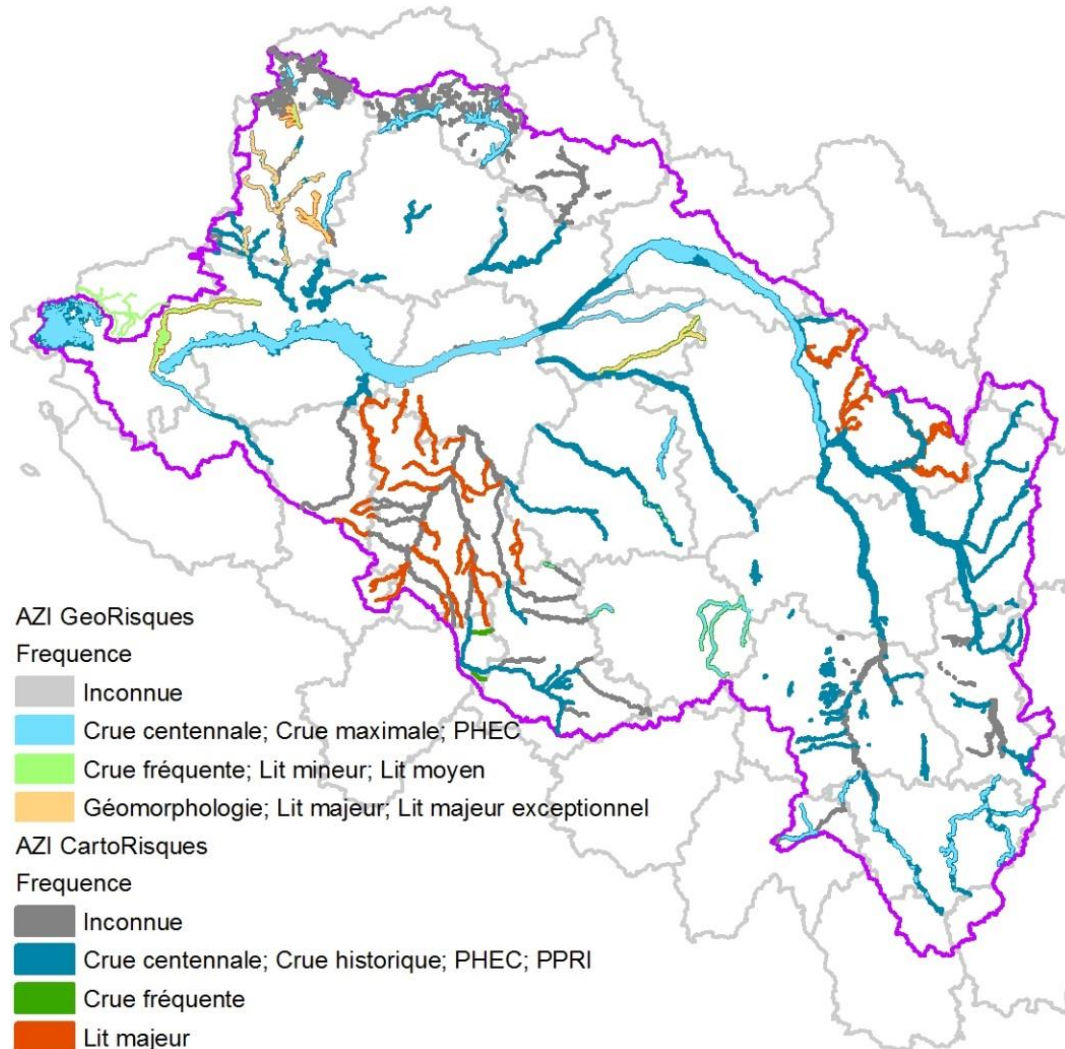 AZI GeoRisques
Frequence
Inconnue
Crue centennale; Crue maximale; PHEC
Crue fréquente; Lit mineur; Lit moyen
Géomorphologie; Lit majeur; Lit majeur exceptionnel
AZI CartoRisques
Frequence
Inconnue
Crue centennale; Crue historique; PHEC; PPRI
Crue fréquente
Lit majeur